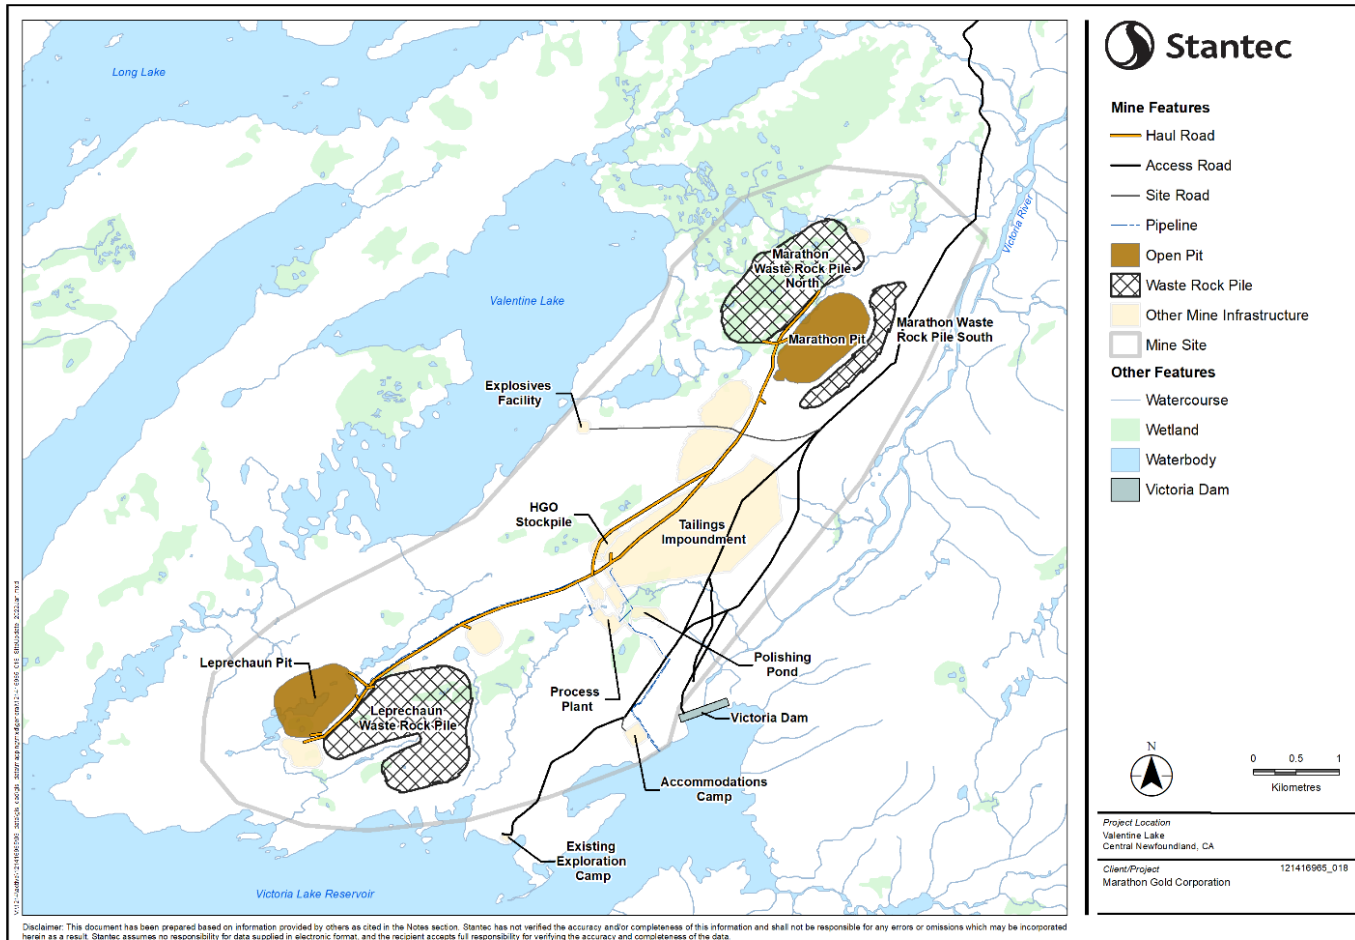 Long Lake
Valentine Lake
Victoria River
Marathon
Waste Rock Pile
North
Marathon Pit
Marathon Waste
Rock Pile South
Explosives
Facility
HGO
Stockpile
Tailings
Impoundment
Leprechaun Pit
Leprechaun
Waste Rock Pile
Process
Plant
Polishing
Pond
Victoria Dam
Accommodations
Camp
Existing
Exploration
Camp
Victoria Lake Reservoir
Stantec
Mine Features
Haul Road
Access Road
Site Road
Pipeline
Open Pit
Waste Rock Pile
Other Mine Infrastructure
Mine Site
Other Features
Watercourse
Wetland
Waterbody
Victoria Dam
N
0 0.5 1
Kilometres
Project Location
Valentine Lake
Central Newfoundland, CA
Client/Project 121416965_018
Marathon Gold Corporation
Disclaimer: This document has been prepared based on information provided by others as cited in the Notes section. Stantec has not verified the accuracy and/or completeness of this information and shall not be responsible for any errors or omissions which may be incorporated
herein as a result. Stantec assumes no responsibility for data supplied in electronic format, and the recipient accepts full responsibility for verifying the accuracy and completeness of the data.